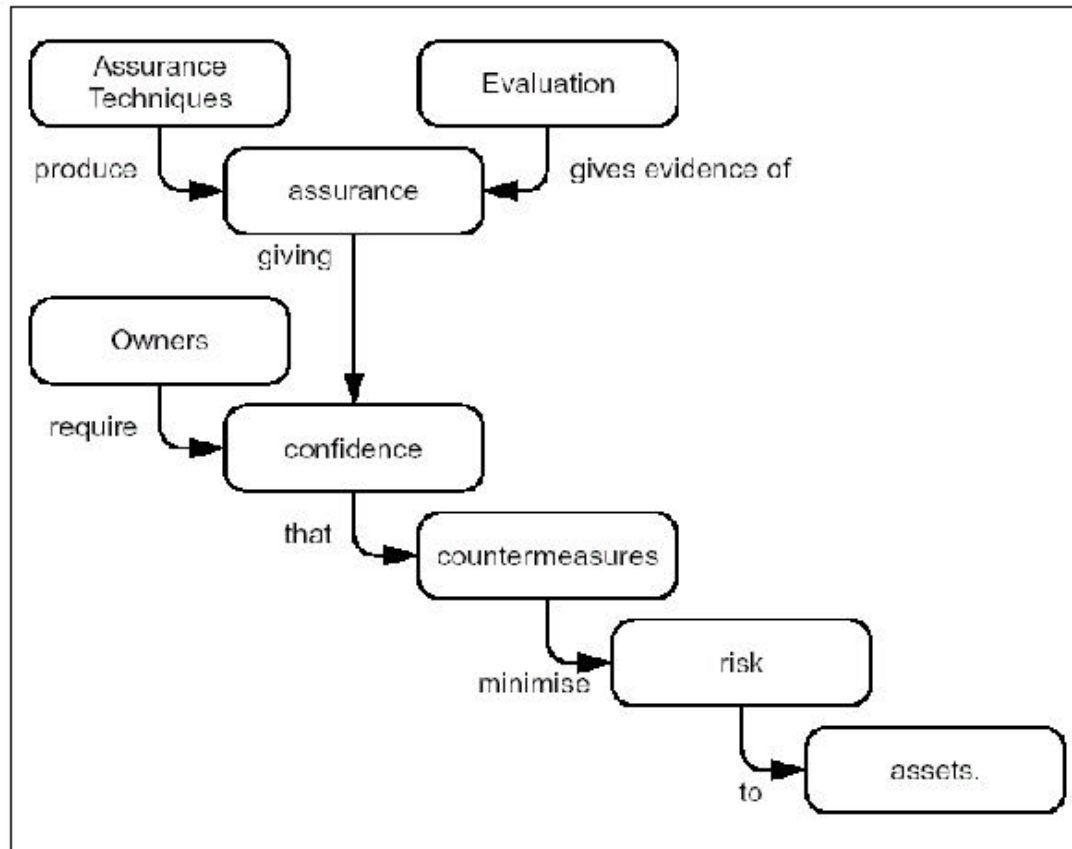 Assurance
Techniques
Evaluation
produce
gives evidence of
assurance
giving
Owners
require
confidence
that
countermeasures
minimise
risk
to
assets.